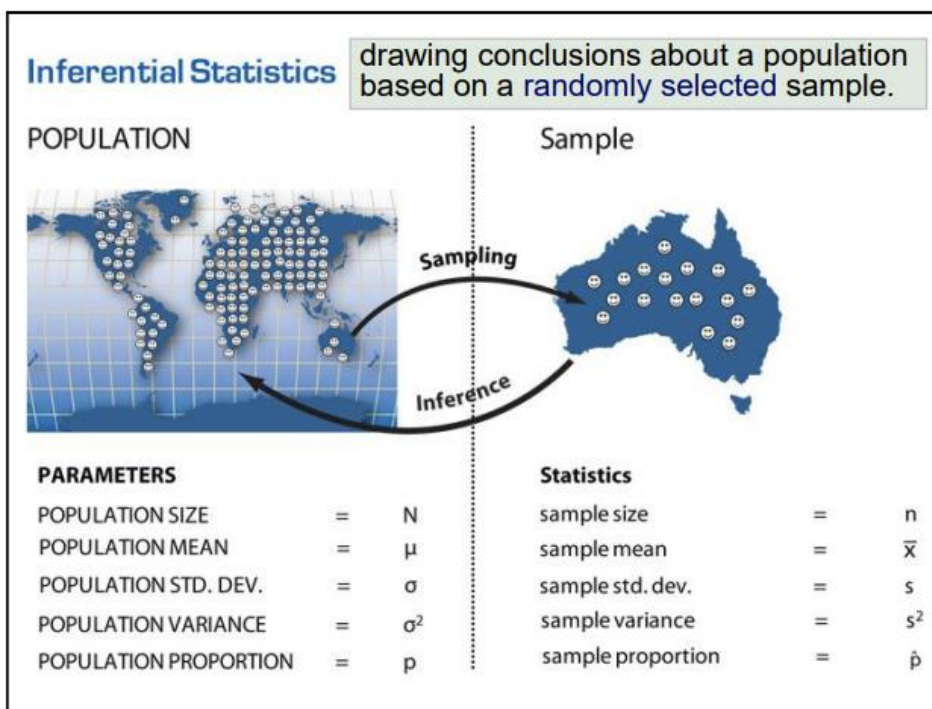 Inferential Statistics
drawing conclusions about a population
based on a randomly selected sample.
POPULATION
Sample
Sampling
Inference
PARAMETERS
POPULATION SIZE = N
POPULATION MEAN = μ
POPULATION STD. DEV. = σ
POPULATION VARIANCE = σ²
POPULATION PROPORTION = p
Statistics
sample size = n
sample mean = x̅
sample std. dev. = s
sample variance = s²
sample proportion = p̂